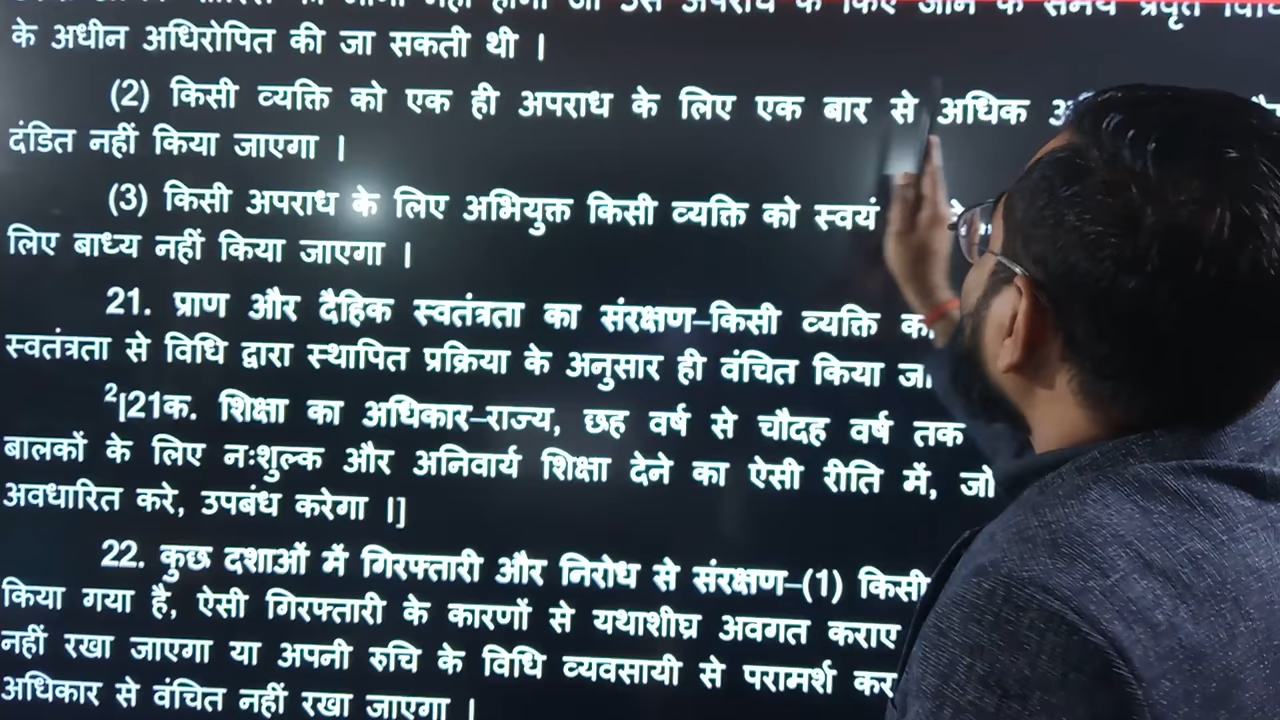 के अधीन अधिरोपित की जा सकती थी ।
(2) किसी व्यक्ति को एक ही अपराध के लिए एक बार से अधिक
दंडित नहीं किया जाएगा ।
(3) किसी अपराध के लिए अभियुक्त किसी व्यक्ति को स्वयं
लिए बाध्य नहीं किया जाएगा ।
21. प्राण और दैहिक स्वतंत्रता का संरक्षण–किसी व्यक्ति
स्वतंत्रता से विधि द्वारा स्थापित प्रक्रिया के अनुसार ही वंचित किया
2[21क. शिक्षा का अधिकार–राज्य, छह वर्ष से चौदह वर्ष तक
बालकों के लिए नःशुल्क और अनिवार्य शिक्षा देने का ऐसी रीति में, जो
अवधारित करे, उपबंध करेगा ।]
22. कुछ दशाओं में गिरफ्तारी और निरोध से संरक्षण–(1) किसी
किया गया है, ऐसी गिरफ्तारी के कारणों से यथाशीघ्र अवगत कराए
नहीं रखा जाएगा या अपनी रुचि के विधि व्यवसायी से परामर्श कर
अधिकार से वंचित नहीं रखा जाएगा ।